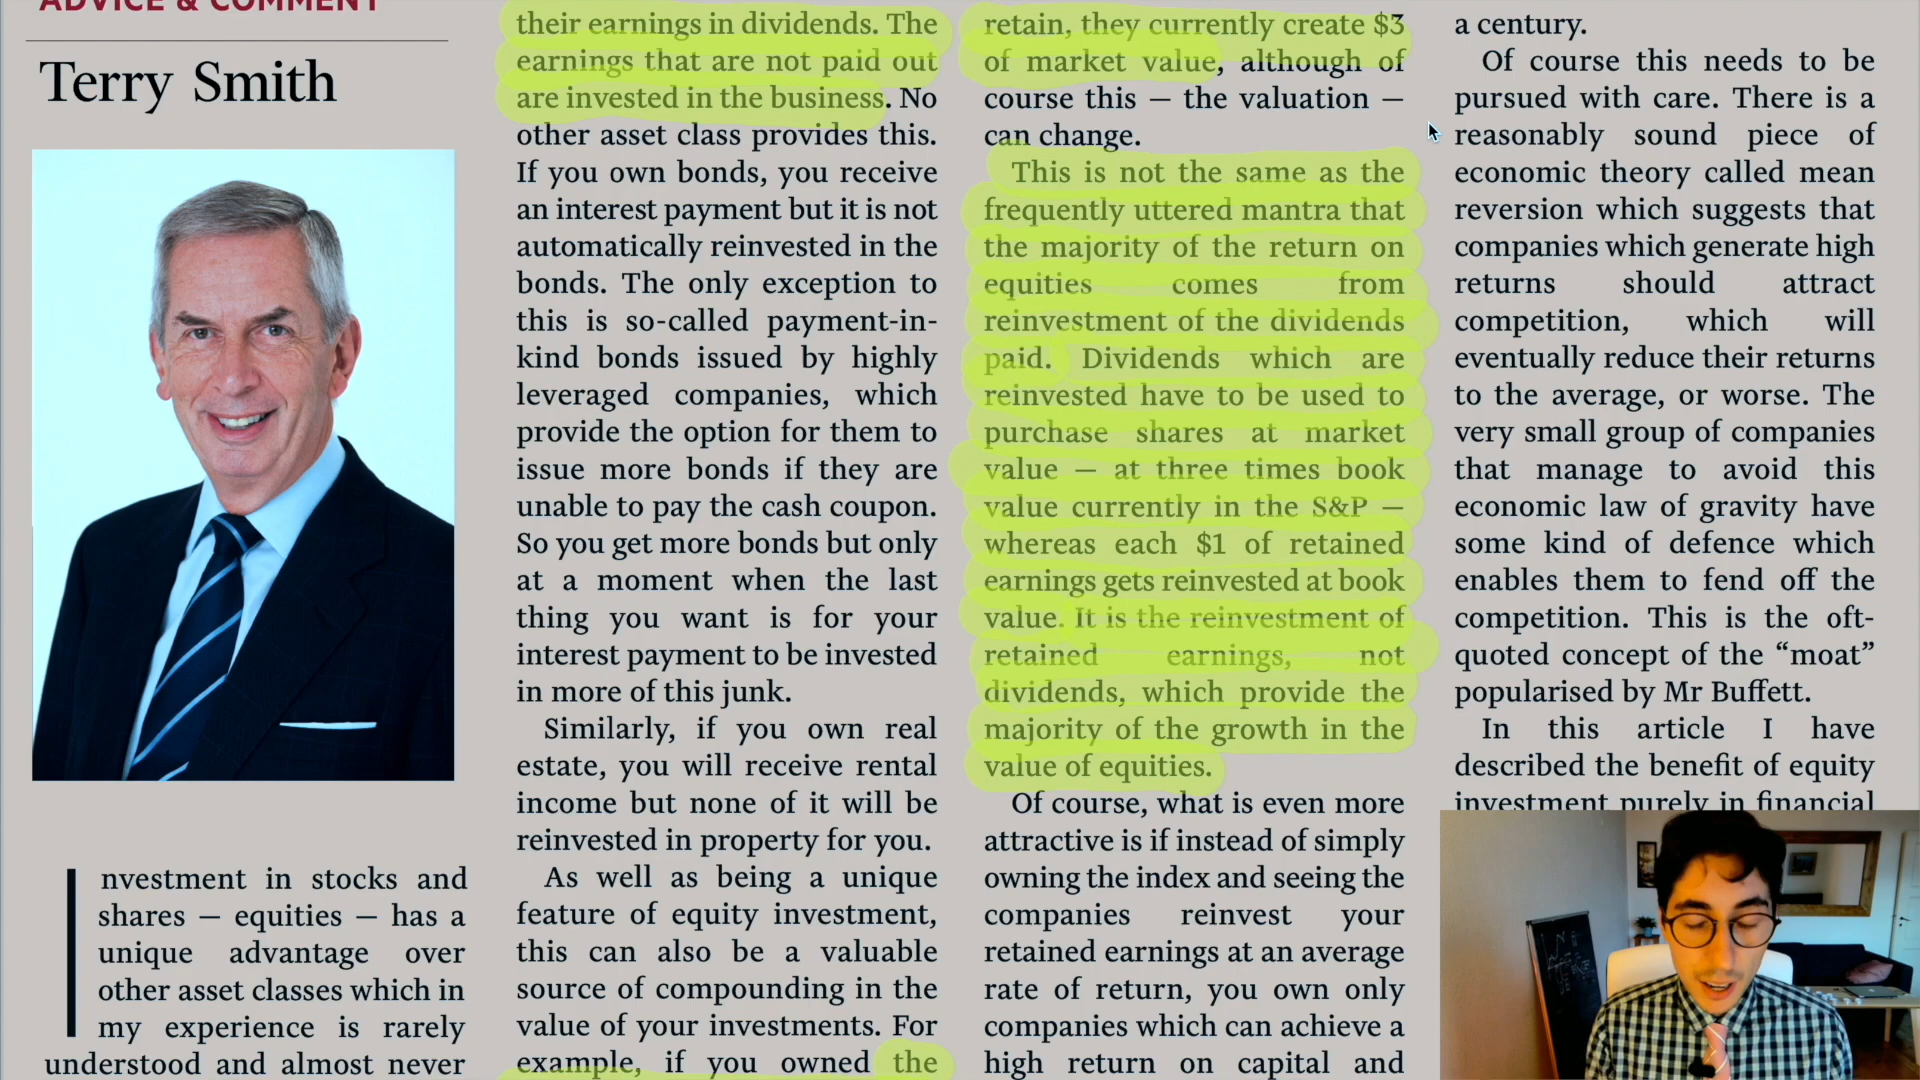 ADVICE & COMMENT
Terry Smith
Investment in stocks and
shares — equities — has a
unique advantage over
other asset classes which in
my experience is rarely
understood and almost never
their earnings in dividends. The
earnings that are not paid out
are invested in the business. No
other asset class provides this.
If you own bonds, you receive
an interest payment but it is not
automatically reinvested in the
bonds. The only exception to
this is so-called payment-in-
kind bonds issued by highly
leveraged companies, which
provide the option for them to
issue more bonds if they are
unable to pay the cash coupon.
So you get more bonds but only
at a moment when the last
thing you want is for your
interest payment to be invested
in more of this junk.
Similarly, if you own real
estate, you will receive rental
income but none of it will be
reinvested in property for you.
As well as being a unique
feature of equity investment,
this can also be a valuable
source of compounding in the
value of your investments. For
example, if you owned the
retain, they currently create $3
of market value, although of
course this — the valuation —
can change.
This is not the same as the
frequently uttered mantra that
the majority of the return on
equities comes from
reinvestment of the dividends
paid. Dividends which are
reinvested have to be used to
purchase shares at market
value — at three times book
value currently in the S&P —
whereas each $1 of retained
earnings gets reinvested at book
value. It is the reinvestment of
retained earnings, not
dividends, which provide the
majority of the growth in the
value of equities.
Of course, what is even more
attractive is if instead of simply
owning the index and seeing the
companies reinvest your
retained earnings at an average
rate of return, you own only
companies which can achieve a
high return on capital and
a century.
Of course this needs to be
pursued with care. There is a
reasonably sound piece of
economic theory called mean
reversion which suggests that
companies which generate high
returns should attract
competition, which will
eventually reduce their returns
to the average, or worse. The
very small group of companies
that manage to avoid this
economic law of gravity have
some kind of defence which
enables them to fend off the
competition. This is the oft-
quoted concept of the “moat”
popularised by Mr Buffett.
In this article I have
described the benefit of equity
investment purely in financial